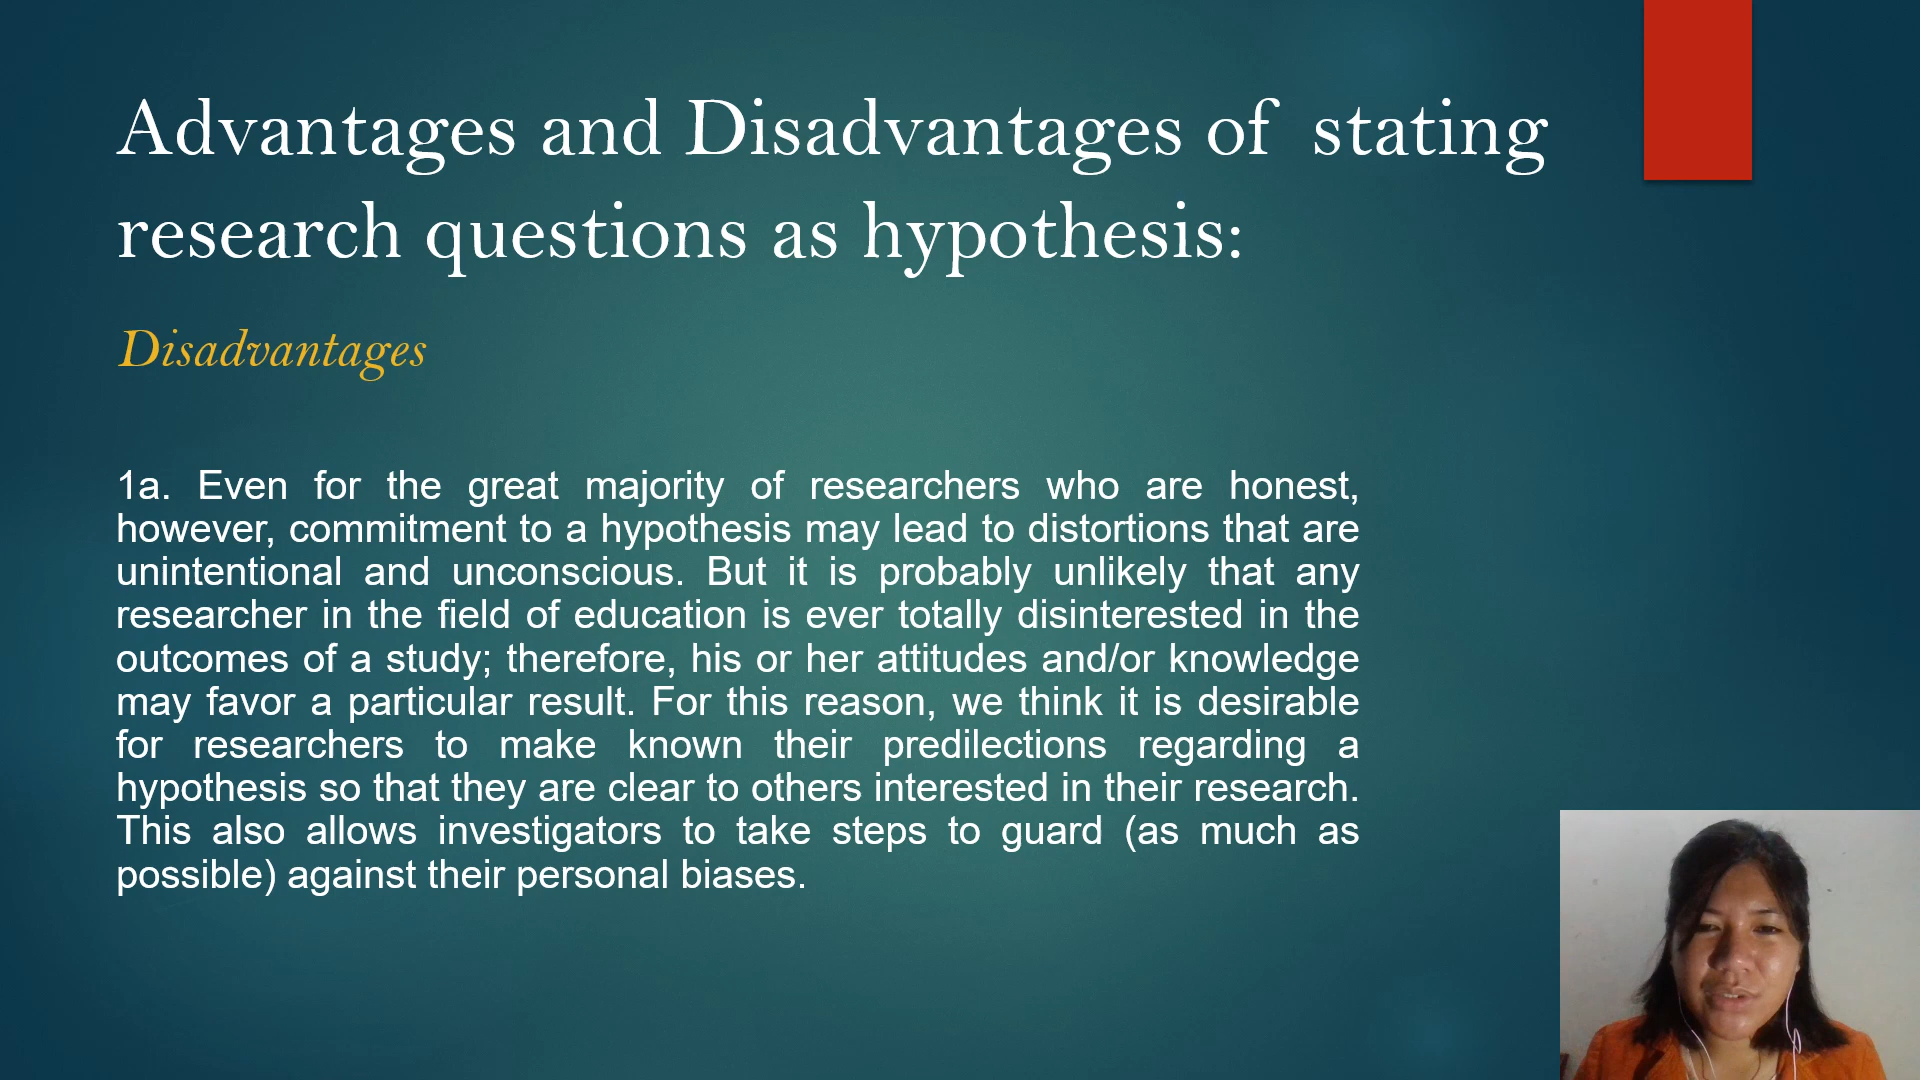 Advantages and Disadvantages of stating
research questions as hypothesis:
Disadvantages
1a. Even for the great majority of researchers who are honest,
however, commitment to a hypothesis may lead to distortions that are
unintentional and unconscious. But it is probably unlikely that any
researcher in the field of education is ever totally disinterested in the
outcomes of a study; therefore, his or her attitudes and/or knowledge
may favor a particular result. For this reason, we think it is desirable
for researchers to make known their predilections regarding a
hypothesis so that they are clear to others interested in their research.
This also allows investigators to take steps to guard (as much as
possible) against their personal biases.